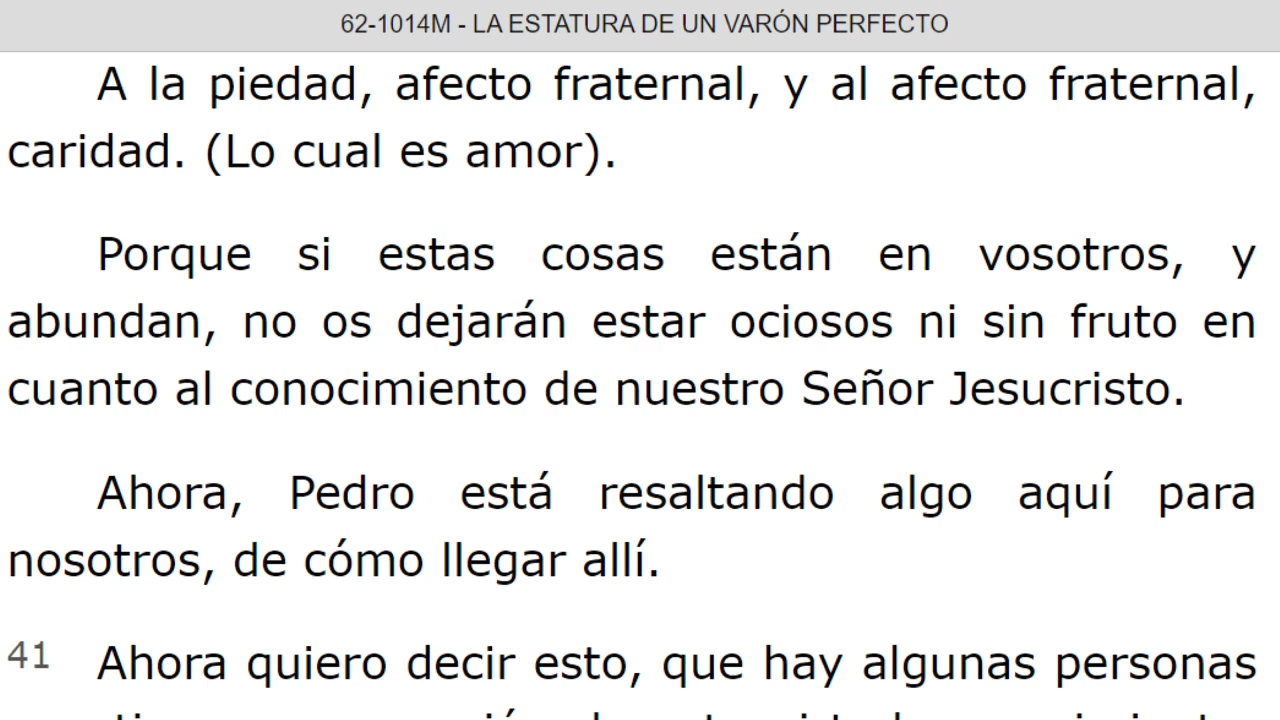 62-1014M - LA ESTATURA DE UN VARÓN PERFECTO
A la piedad, afecto fraternal, y al afecto fraternal,
caridad. (Lo cual es amor).
Porque si estas cosas están en vosotros, y
abundan, no os dejarán estar ociosos ni sin fruto en
cuanto al conocimiento de nuestro Señor Jesucristo.
Ahora, Pedro está resaltando algo aquí para
nosotros, de cómo llegar allí.
41 Ahora quiero decir esto, que hay algunas personas